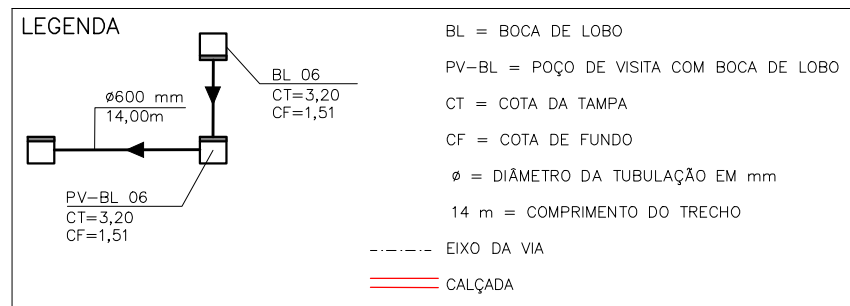 LEGENDA
BL 06
CT=3,20
CF=1,51
ø600 mm
14,00m
PV-BL 06
CT=3,20
CF=1,51
BL = BOCA DE LOBO
PV-BL = POÇO DE VISITA COM BOCA DE LOBO
CT = COTA DA TAMPA
CF = COTA DE FUNDO
ø = DIÂMETRO DA TUBULAÇÃO EM mm
14 m = COMPRIMENTO DO TRECHO
EIXO DA VIA
CALÇADA